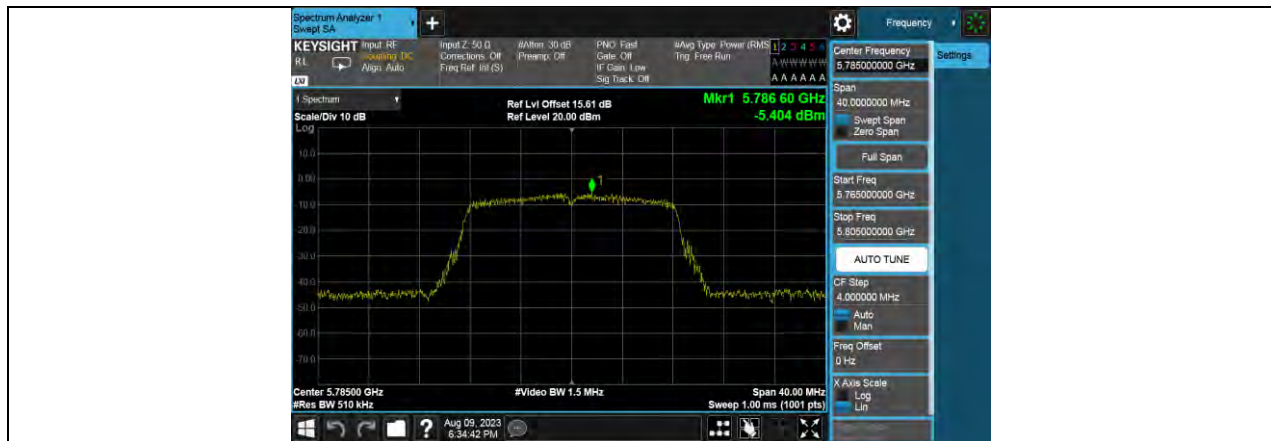 Spectrum Analyzer 1
Swept SA
Frequency
KEYSIGHT
RL
LXI
Input: RF
Coupling: DC
Align: Auto
Input Z: 50 Ω
Corrections: Off
Freq Ref: Int (S)
#Atten: 30 dB
Preamp: Off
PNO: Fast
Gate: Off
IF Gain: Low
Sig Track: Off
#Avg Type: Power (RMS
Trig: Free Run
1 2 3 4 5 6
A W W W W W
A A A A A A
1 Spectrum
Scale/Div 10 dB
Log
Ref Lvl Offset 15.61 dB
Ref Level 20.00 dBm
Mkr1 5.786 60 GHz
-5.404 dBm
1
10.0
0.00
-10.0
-20.0
-30.0
-40.0
-50.0
-60.0
-70.0
Center 5.78500 GHz
#Res BW 510 kHz
#Video BW 1.5 MHz
Span 40.00 MHz
Sweep 1.00 ms (1001 pts)
Center Frequency
5.785000000 GHz
Settings
Span
40.0000000 MHz
Swept Span
Zero Span
Full Span
Start Freq
5.765000000 GHz
Stop Freq
5.805000000 GHz
AUTO TUNE
CF Step
4.000000 MHz
Auto
Man
Freq Offset
0 Hz
X Axis Scale
Log
Lin
?
Aug 09, 2023
6:34:42 PM